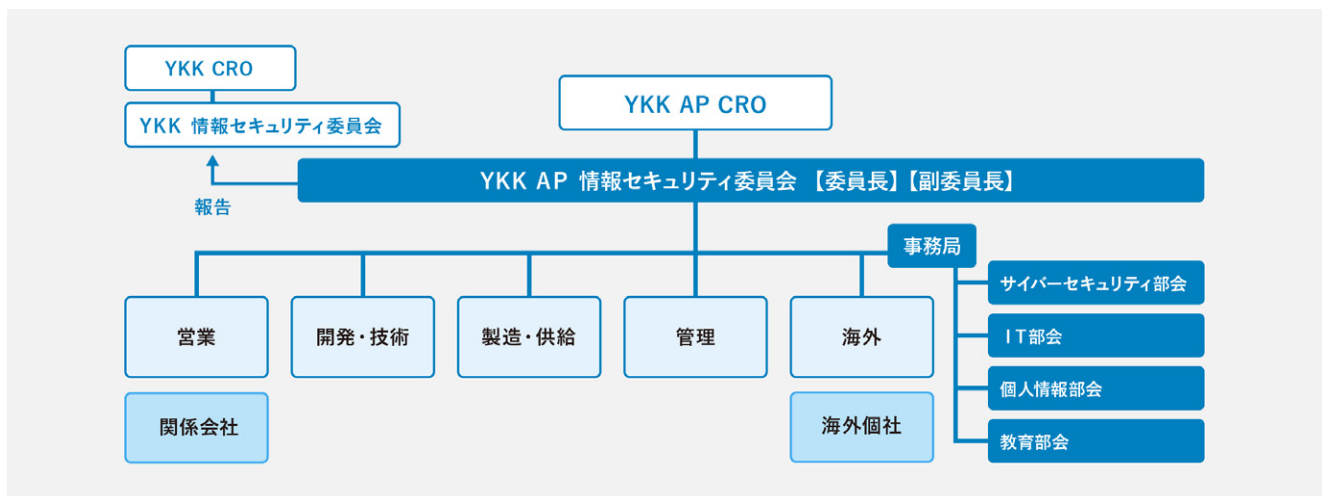 YKK CRO
YKK 情報セキュリティ委員会
YKK AP CRO
YKK AP 情報セキュリティ委員会 【委員長】【副委員長】
報告
事務局
サイバーセキュリティ部会
IT部会
個人情報部会
教育部会
営業
開発・技術
製造・供給
管理
海外
関係会社
海外個社